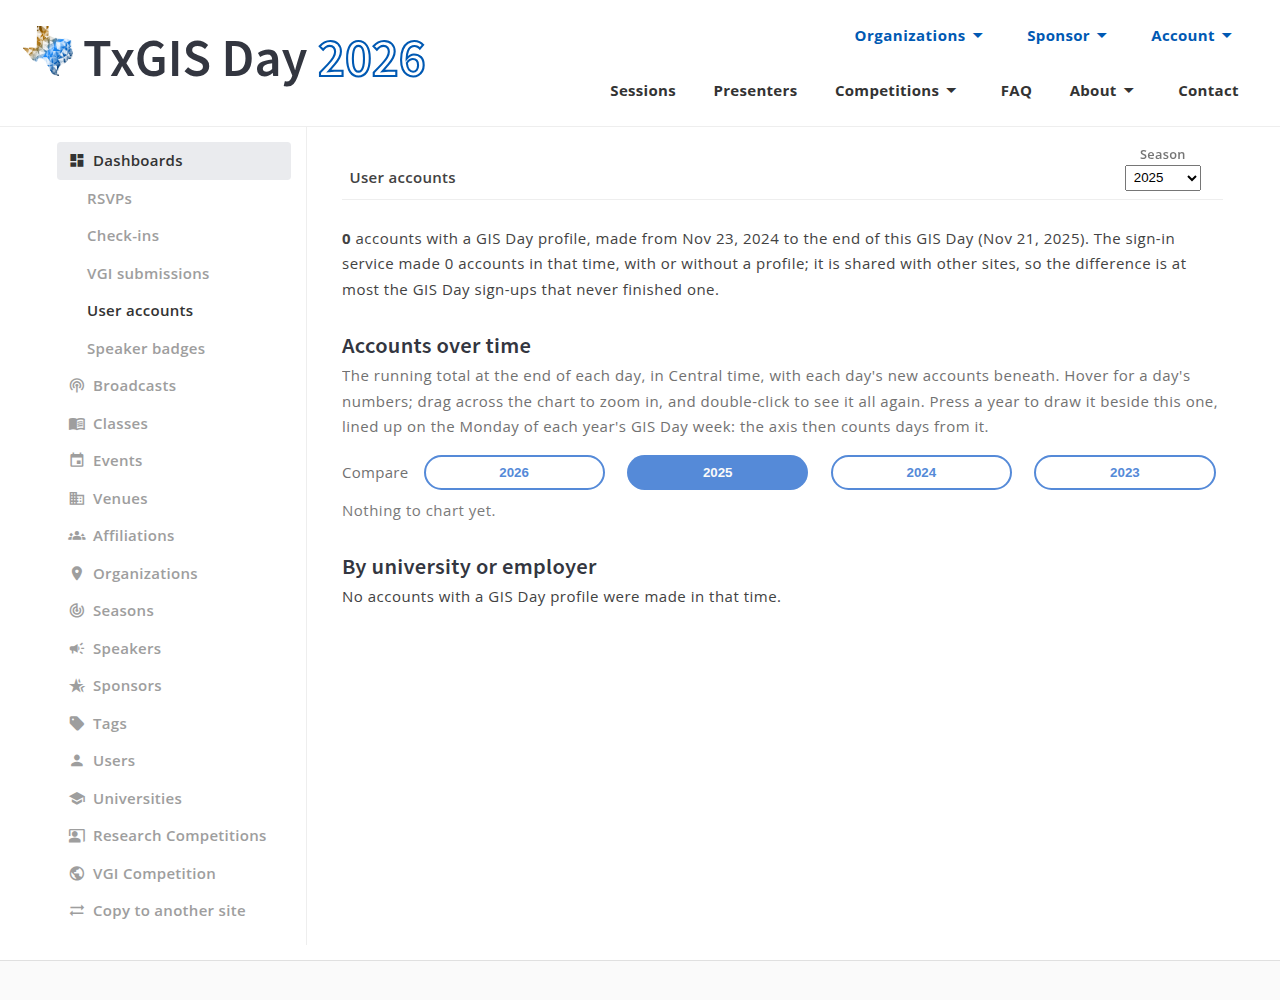 TxGIS Day 2026
Organizations
Sponsor
Account
Sessions
Presenters
Competitions
FAQ
About
Contact
Dashboards
RSVPs
Check-ins
VGI submissions
User accounts
Speaker badges
Broadcasts
Classes
Events
Venues
Affiliations
Organizations
Seasons
Speakers
Sponsors
Tags
Users
Universities
Research Competitions
VGI Competition
Copy to another site
User accounts
Season
2025
0 accounts with a GIS Day profile, made from Nov 23, 2024 to the end of this GIS Day (Nov 21, 2025). The sign-in
service made 0 accounts in that time, with or without a profile; it is shared with other sites, so the difference is at
most the GIS Day sign-ups that never finished one.
Accounts over time
The running total at the end of each day, in Central time, with each day's new accounts beneath. Hover for a day's
numbers; drag across the chart to zoom in, and double-click to see it all again. Press a year to draw it beside this one,
lined up on the Monday of each year's GIS Day week: the axis then counts days from it.
Compare 2026 2025 2024 2023
Nothing to chart yet.
By university or employer
No accounts with a GIS Day profile were made in that time.